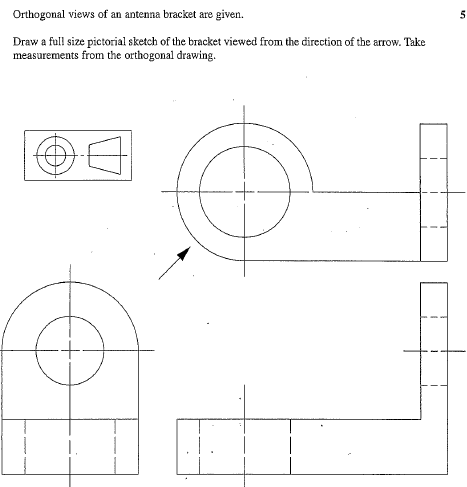 Orthogonal views of an antenna bracket are given.
5
Draw a full size pictorial sketch of the bracket viewed from the direction of the arrow. Take
measurements from the orthogonal drawing.